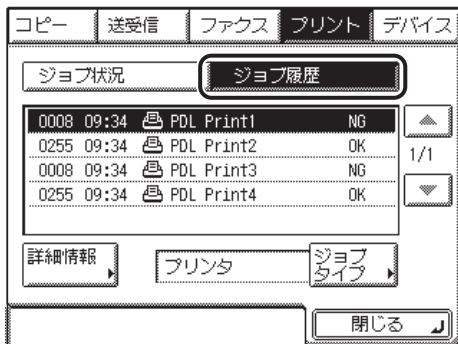 コピー 送受信 ファクス プリント デバイス
ジョブ状況 ジョブ履歴
0008 09:34 PDL Print1 NG
0255 09:34 PDL Print2 OK
0008 09:34 PDL Print3 NG
0255 09:34 PDL Print4 OK
1/1
詳細情報 プリンタ ジョブ
タイプ
閉じる